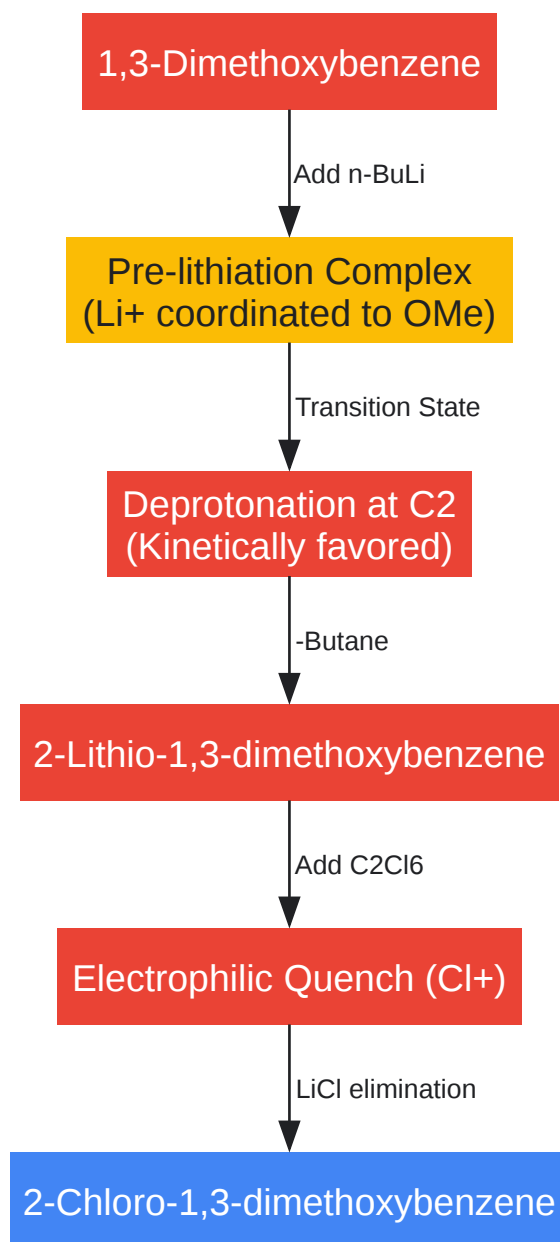 1,3-Dimethoxybenzene
Add n-BuLi
Pre-lithiation Complex
(Li+ coordinated to OMe)
Transition State
Deprotonation at C2
(Kinetically favored)
-Butane
2-Lithio-1,3-dimethoxybenzene
Add C2Cl6
Electrophilic Quench (Cl+)
LiCl elimination
2-Chloro-1,3-dimethoxybenzene